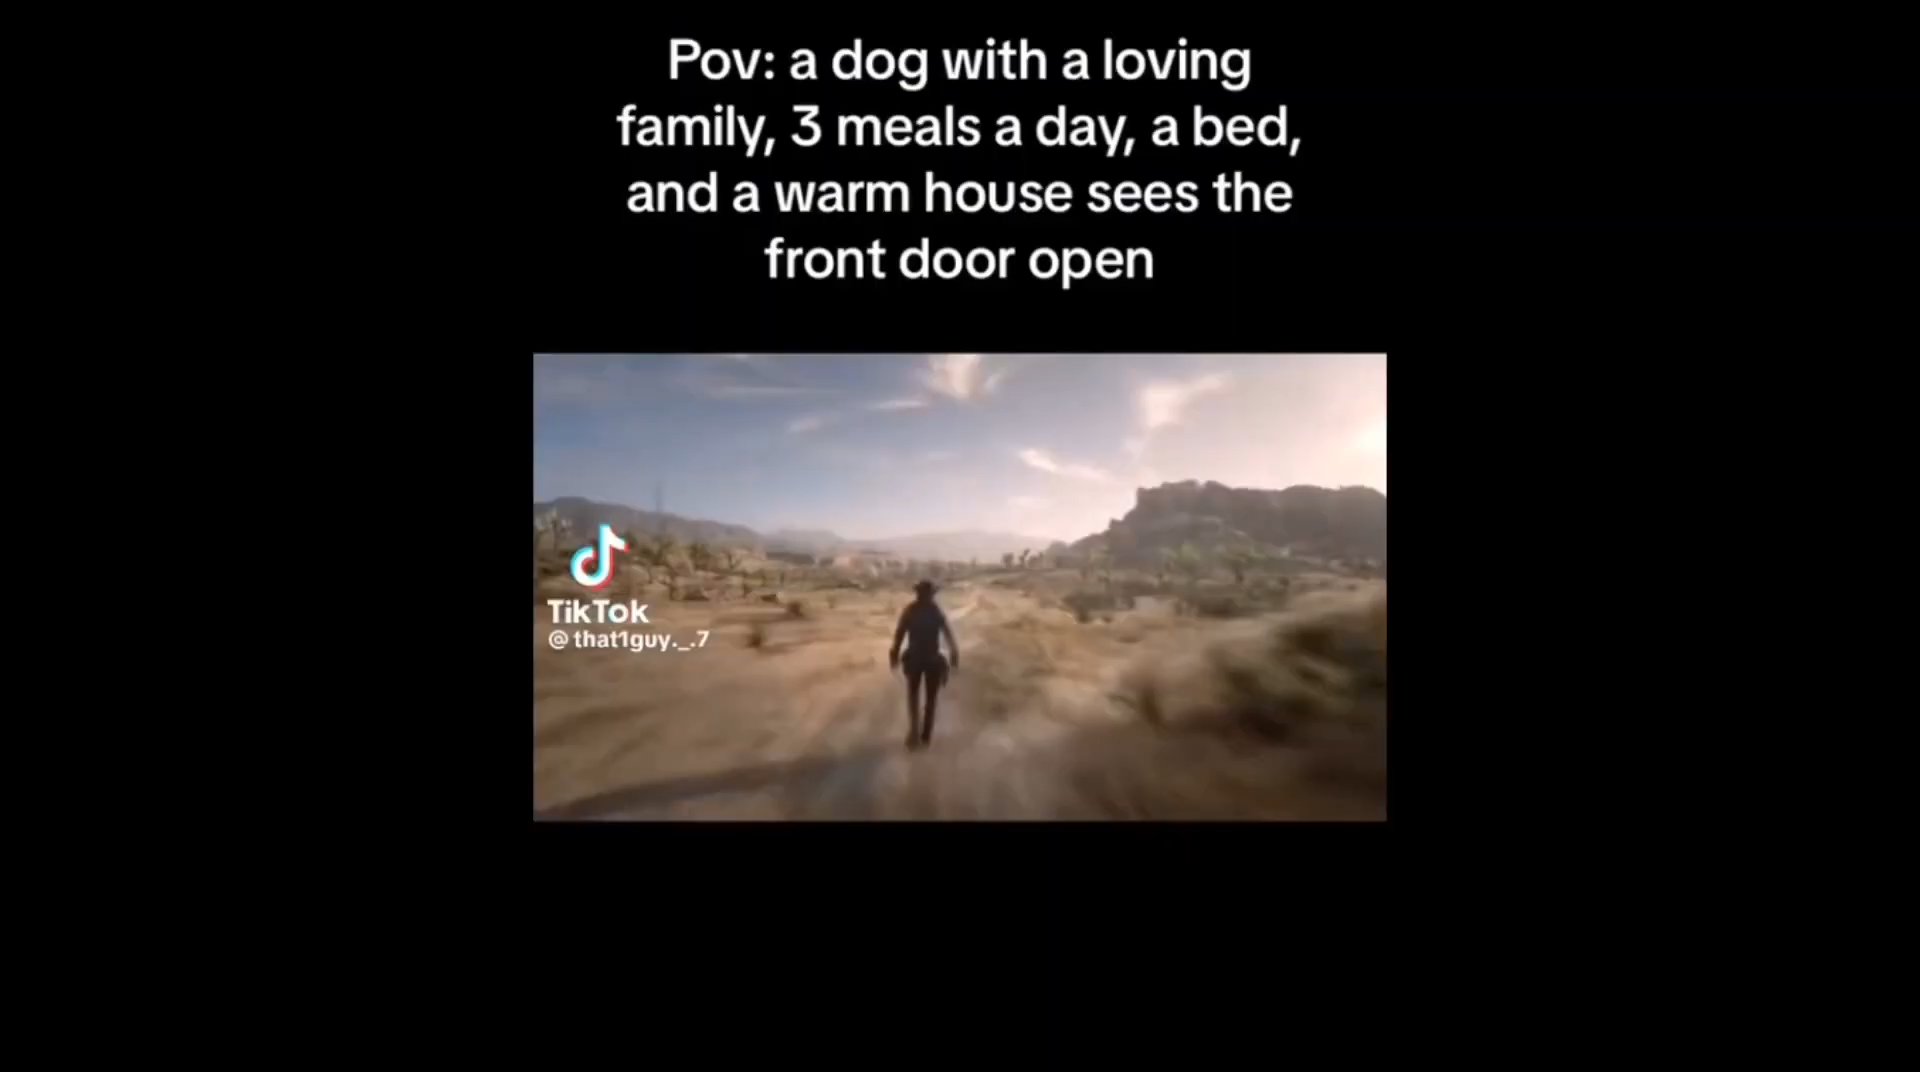 Pov: a dog with a loving
family, 3 meals a day, a bed,
and a warm house sees the
front door open
TikTok
@that1guy._.7